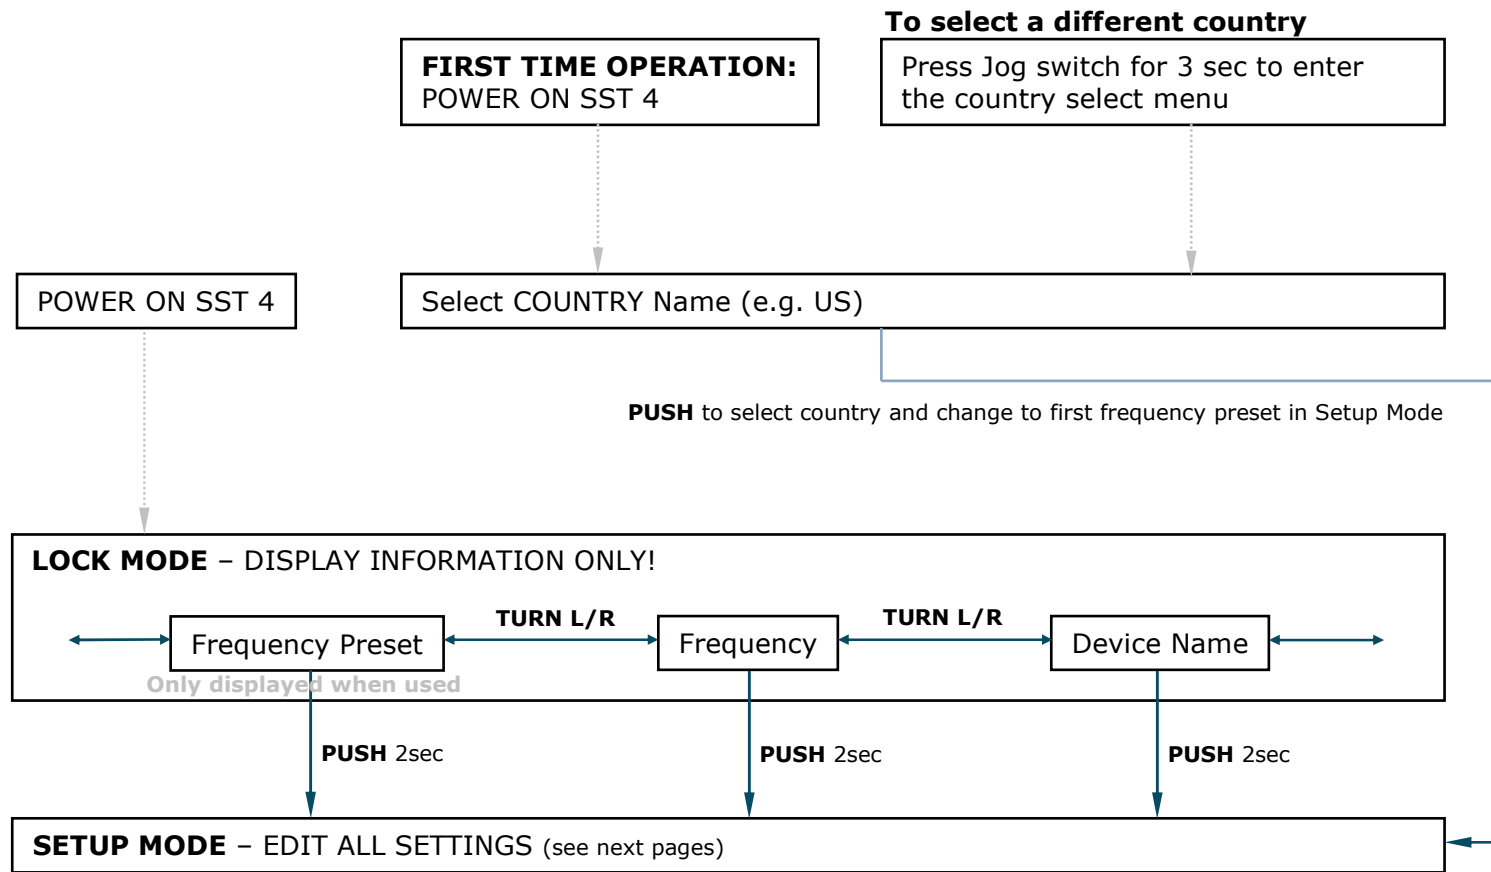 To select a different country
FIRST TIME OPERATION:
POWER ON SST 4
Press Jog switch for 3 sec to enter
the country select menu
POWER ON SST 4
Select COUNTRY Name (e.g. US)
PUSH to select country and change to first frequency preset in Setup Mode
LOCK MODE – DISPLAY INFORMATION ONLY!
Frequency Preset
TURN L/R
Frequency
TURN L/R
Device Name
Only displayed when used
PUSH 2sec
PUSH 2sec
PUSH 2sec
SETUP MODE – EDIT ALL SETTINGS (see next pages)